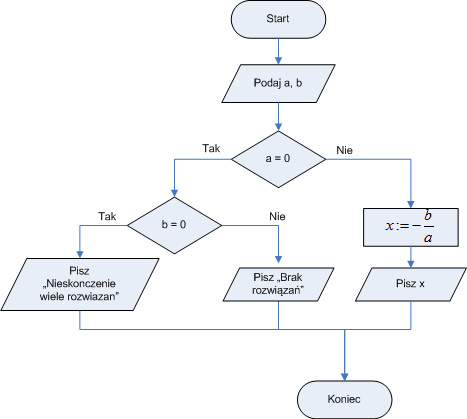 Start
Podaj a, b
a = 0
Tak
Nie
b = 0
Tak
Nie
x := - b/a
Pisz
„Nieskonczenie
wiele rozwiazan”
Pisz „Brak
rozwiązań”
Pisz x
Koniec